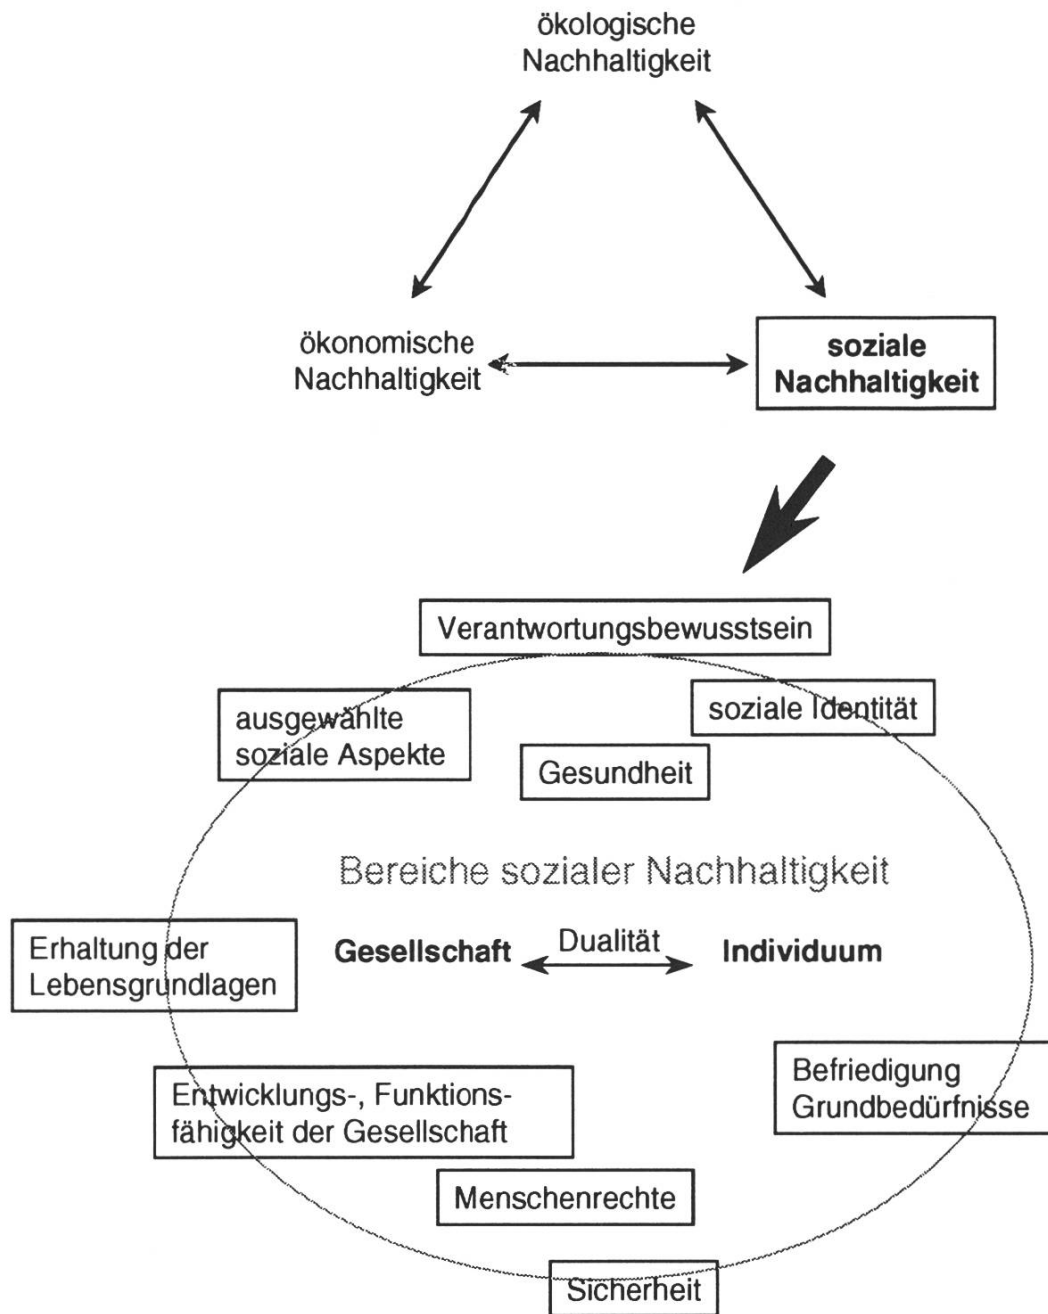 ökologische
Nachhaltigkeit
ökonomische
Nachhaltigkeit
soziale
Nachhaltigkeit
Verantwortungsbewusstsein
ausgewählte
soziale Aspekte
soziale Identität
Gesundheit
Bereiche sozialer Nachhaltigkeit
Erhaltung der
Lebensgrundlagen
Gesellschaft Dualität Individuum
Befriedigung
Grundbedürfnisse
Entwicklungs-, Funktions-
fähigkeit der Gesellschaft
Menschenrechte
Sicherheit